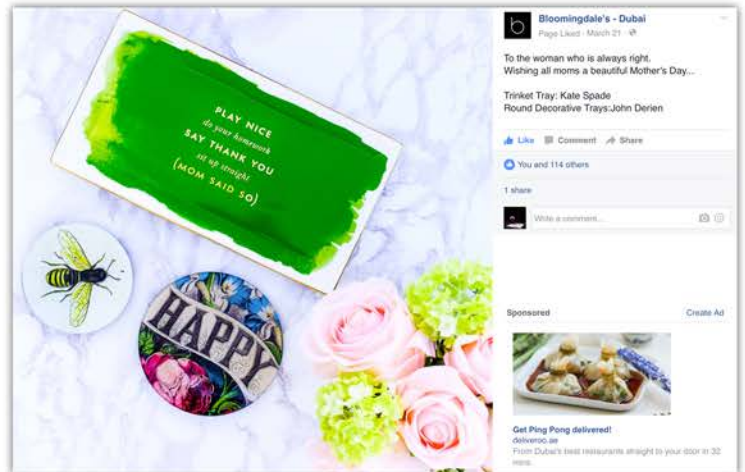 PLAY NICE
do your homework
SAY THANK YOU
sit up straight
(MOM SAID SO)
HAPPY
b
Bloomingdale's - Dubai
Page Liked · March 21 ·
To the woman who is always right.
Wishing all moms a beautiful Mother's Day...
Trinket Tray: Kate Spade
Round Decorative Trays:John Derien
Like Comment Share
You and 114 others
1 share
Write a comment...
Sponsored Create Ad
Get Ping Pong delivered!
deliveroo.ae
From Dubai's best restaurants straight to your door in 32
mins.